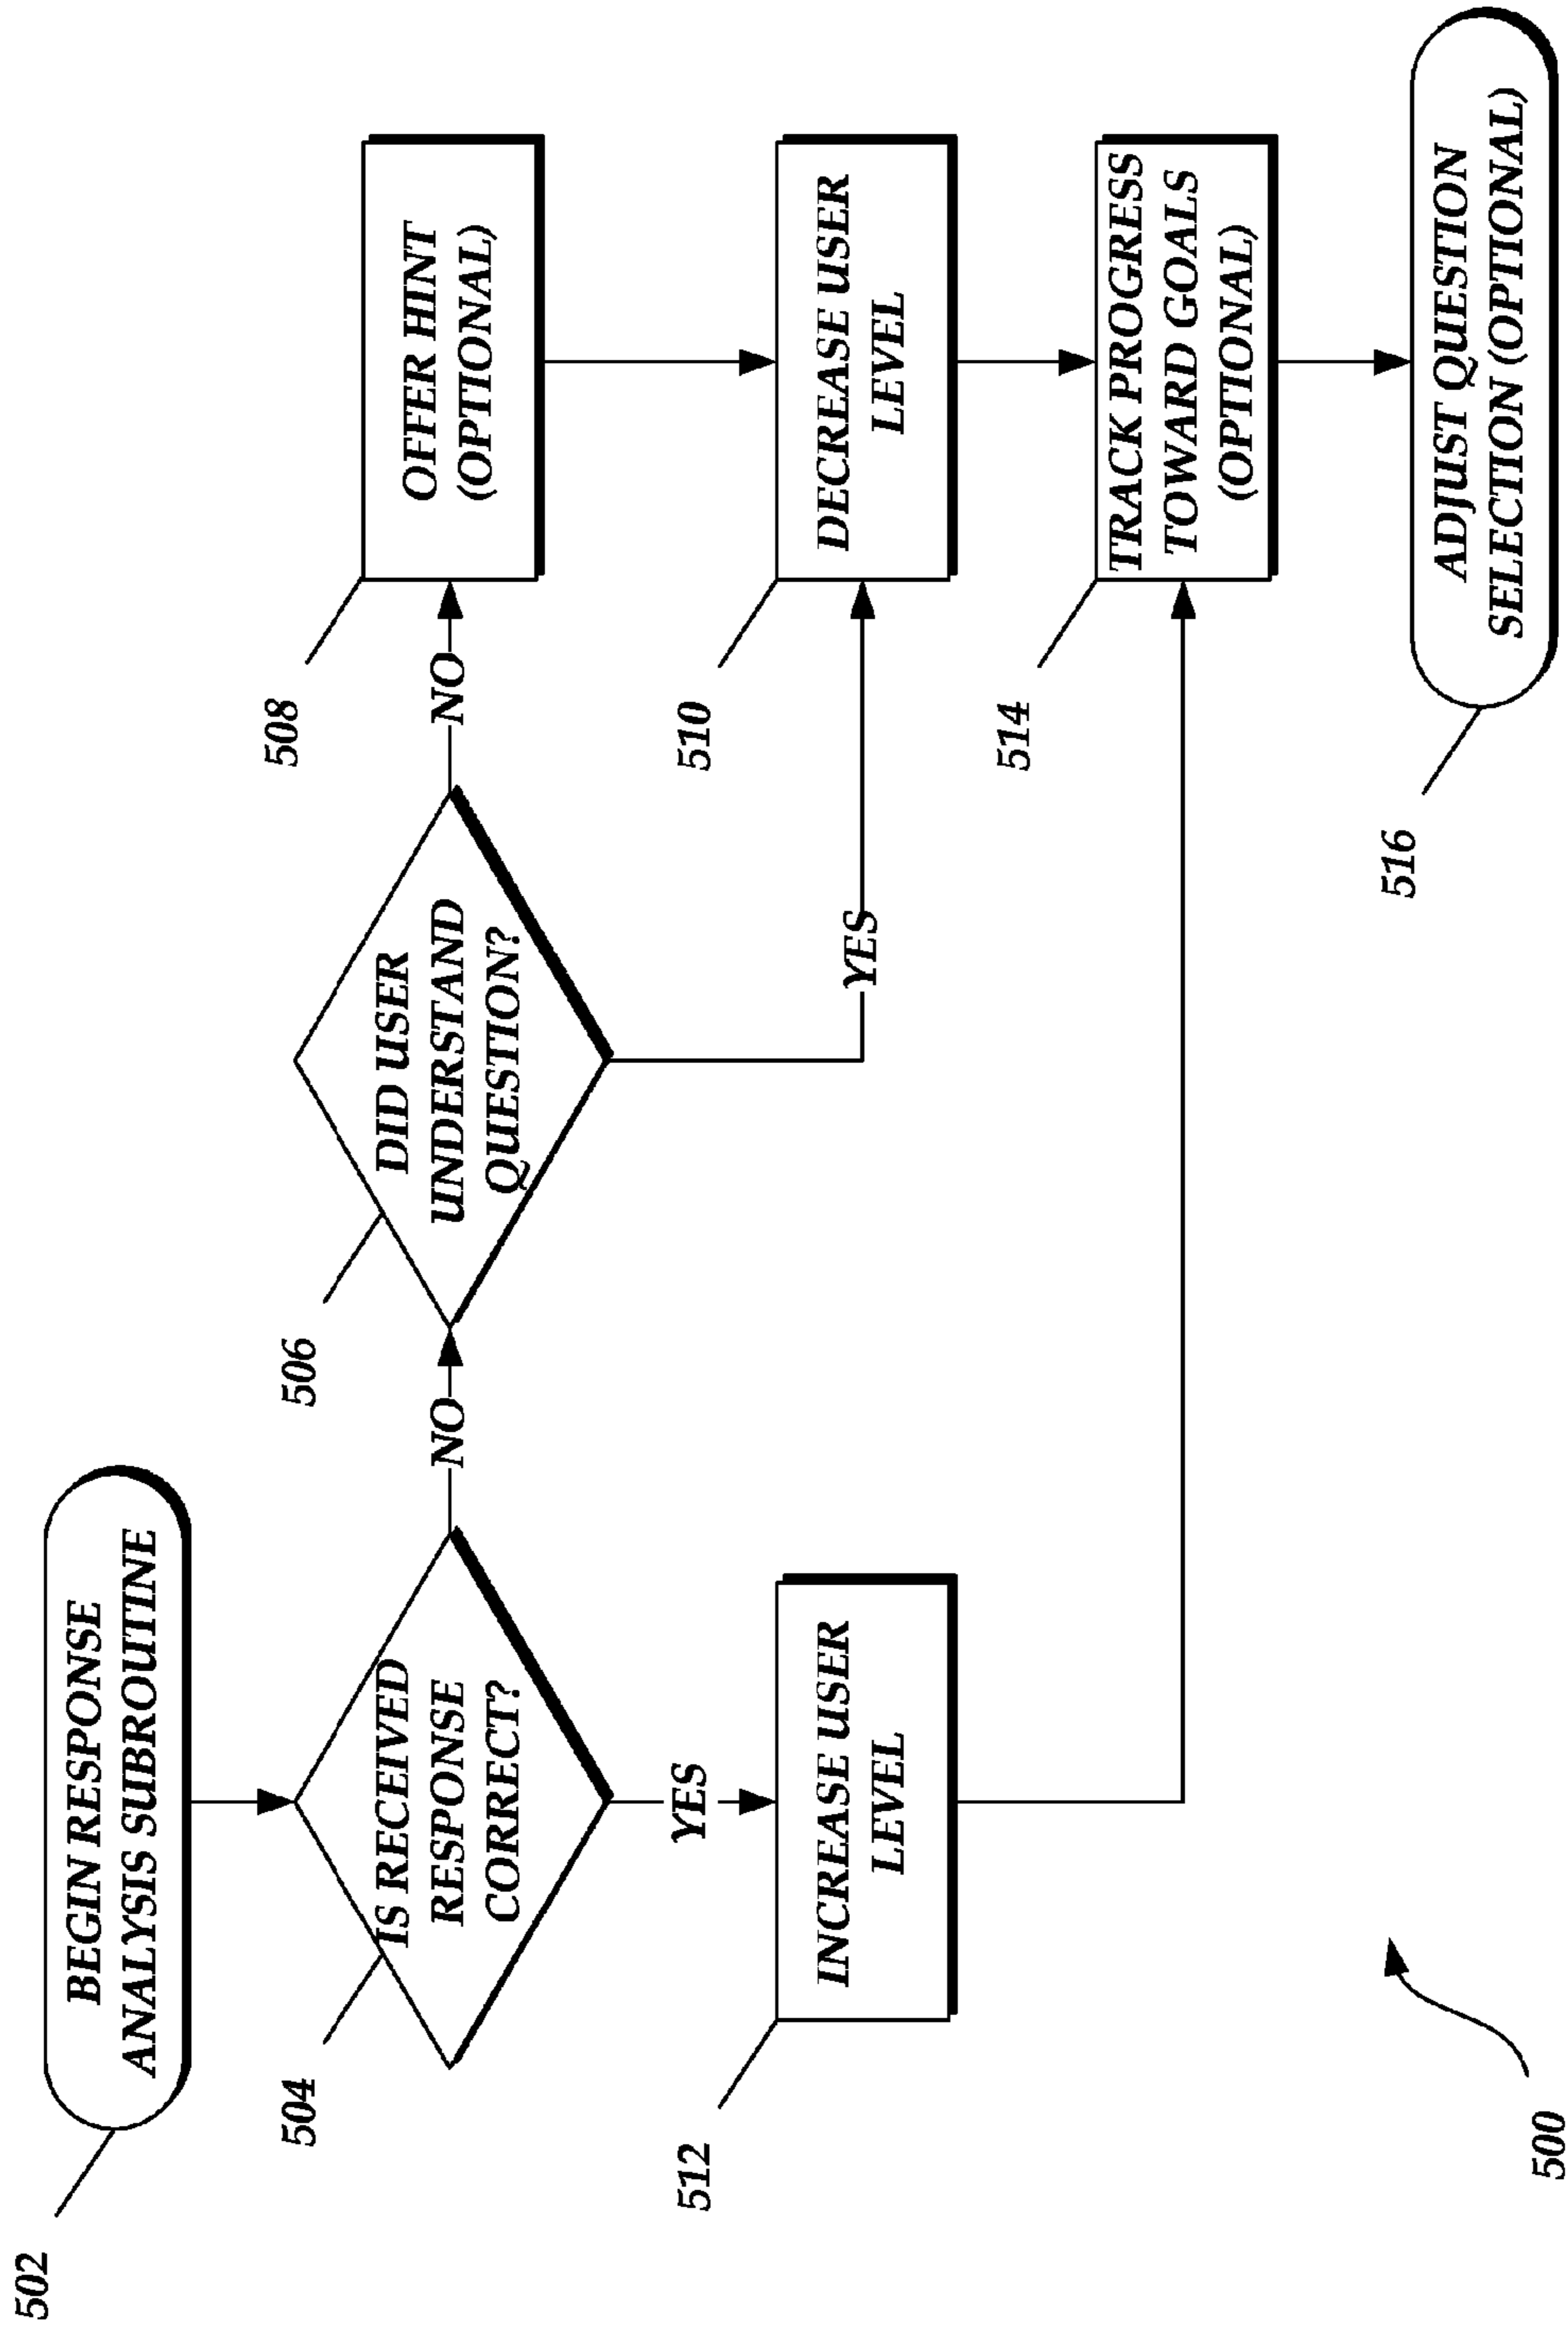 502
BEGIN RESPONSE
ANALYSIS SUBROUTINE
504
IS RECEIVED
RESPONSE
CORRECT?
NO
506
DID USER
UNDERSTAND
QUESTION?
NO
508
OFFER HINT
(OPTIONAL)
YES
512
INCREASE USER
LEVEL
YES
510
DECREASE USER
LEVEL
514
TRACK PROGRESS
TOWARD GOALS
(OPTIONAL)
516
ADJUST QUESTION
SELECTION (OPTIONAL)
500